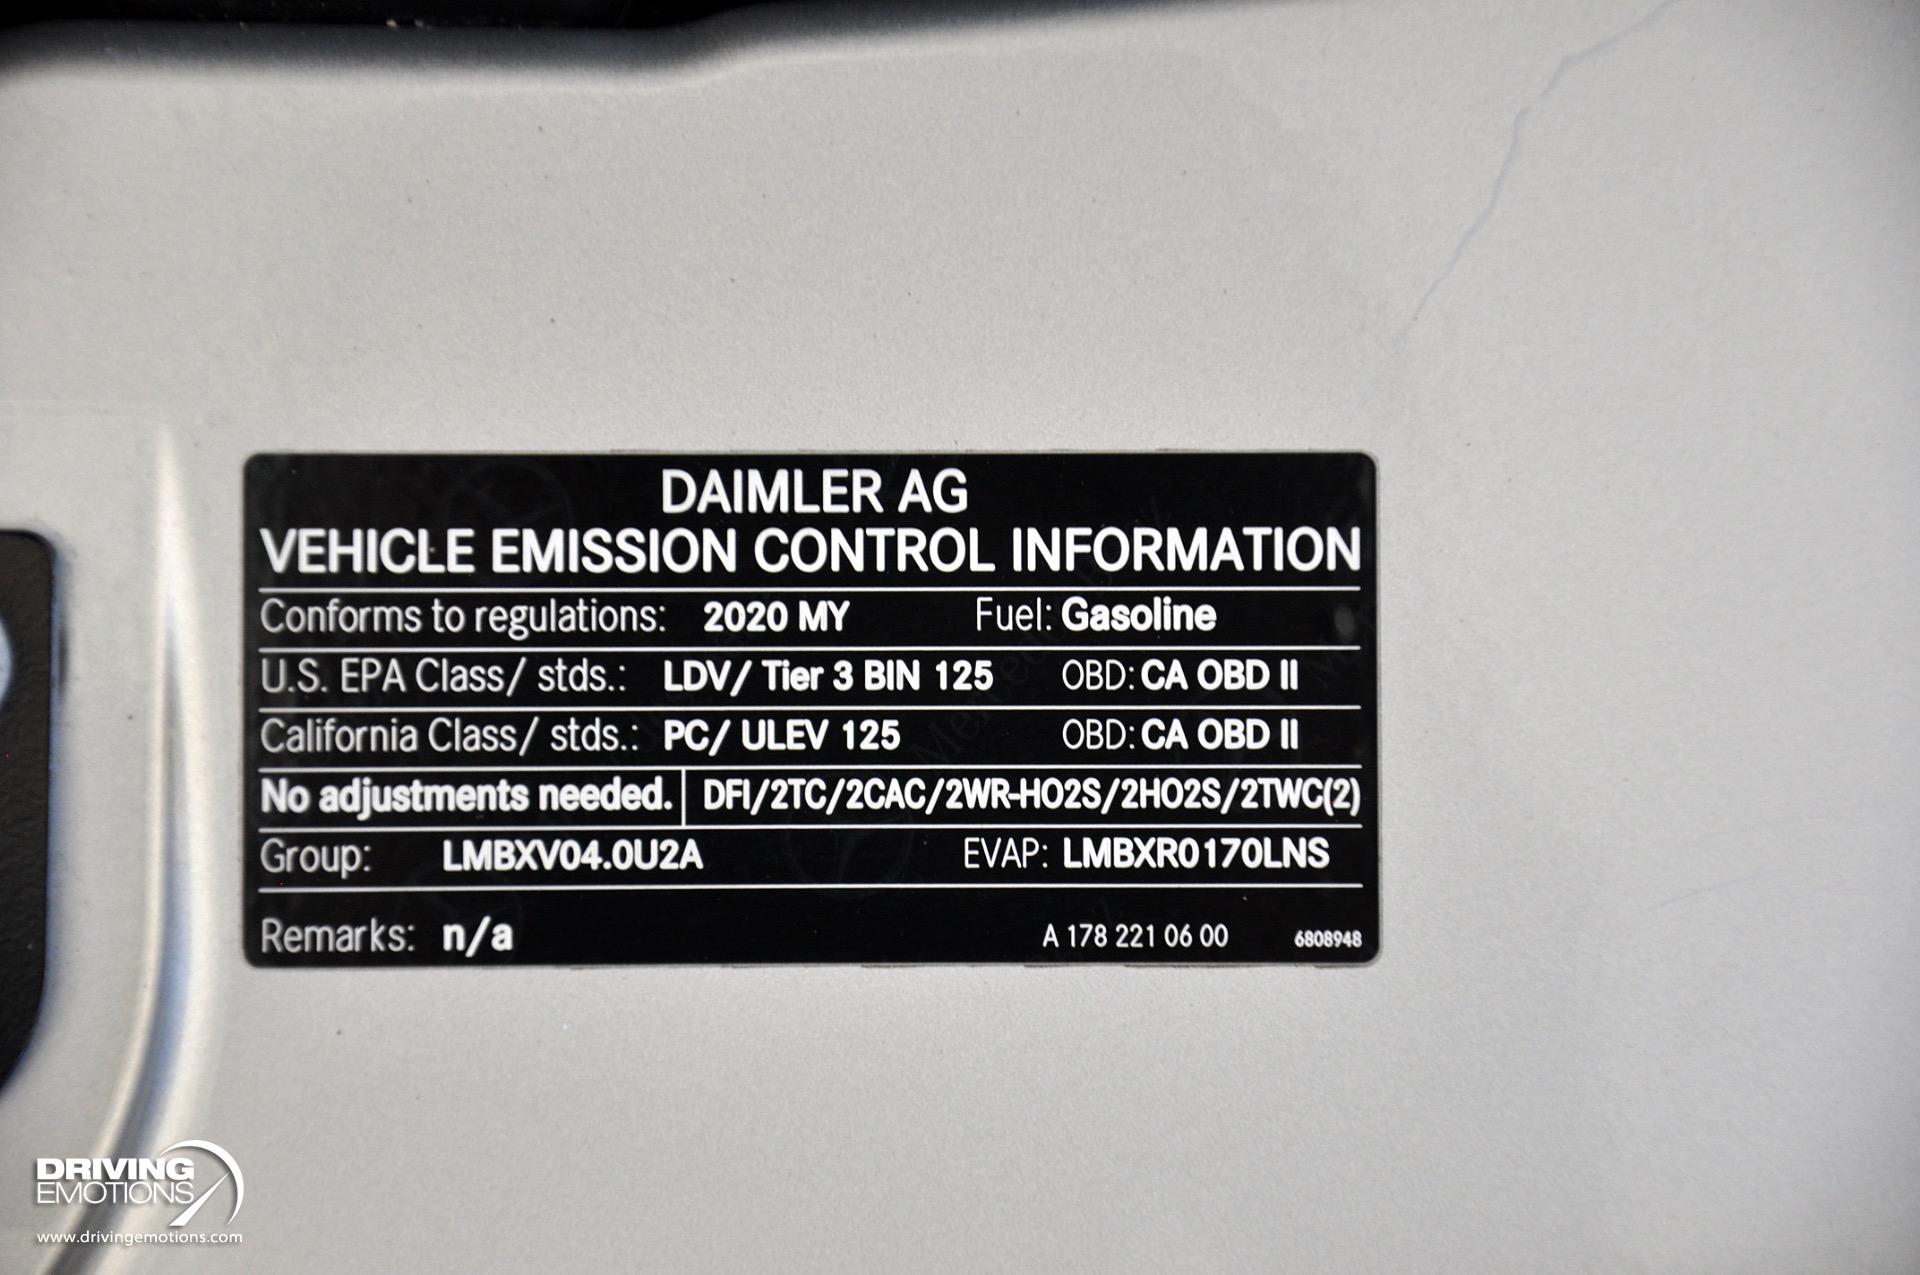 DAIMLER AG
VEHICLE EMISSION CONTROL INFORMATION
Conforms to regulations: 2020 MY Fuel: Gasoline
U.S. EPA Class/ stds.: LDV/ Tier 3 BIN 125 OBD: CA OBD II
California Class/ stds.: PC/ ULEV 125 OBD: CA OBD II
No adjustments needed. DFI/2TC/2CAC/2WR-HO2S/2HO2S/2TWC(2)
Group: LMBXV04.0U2A EVAP: LMBXR0170LNS
Remarks: n/a A 178 221 06 00 6808948
DRIVING
EMOTIONS
www.drivingemotions.com